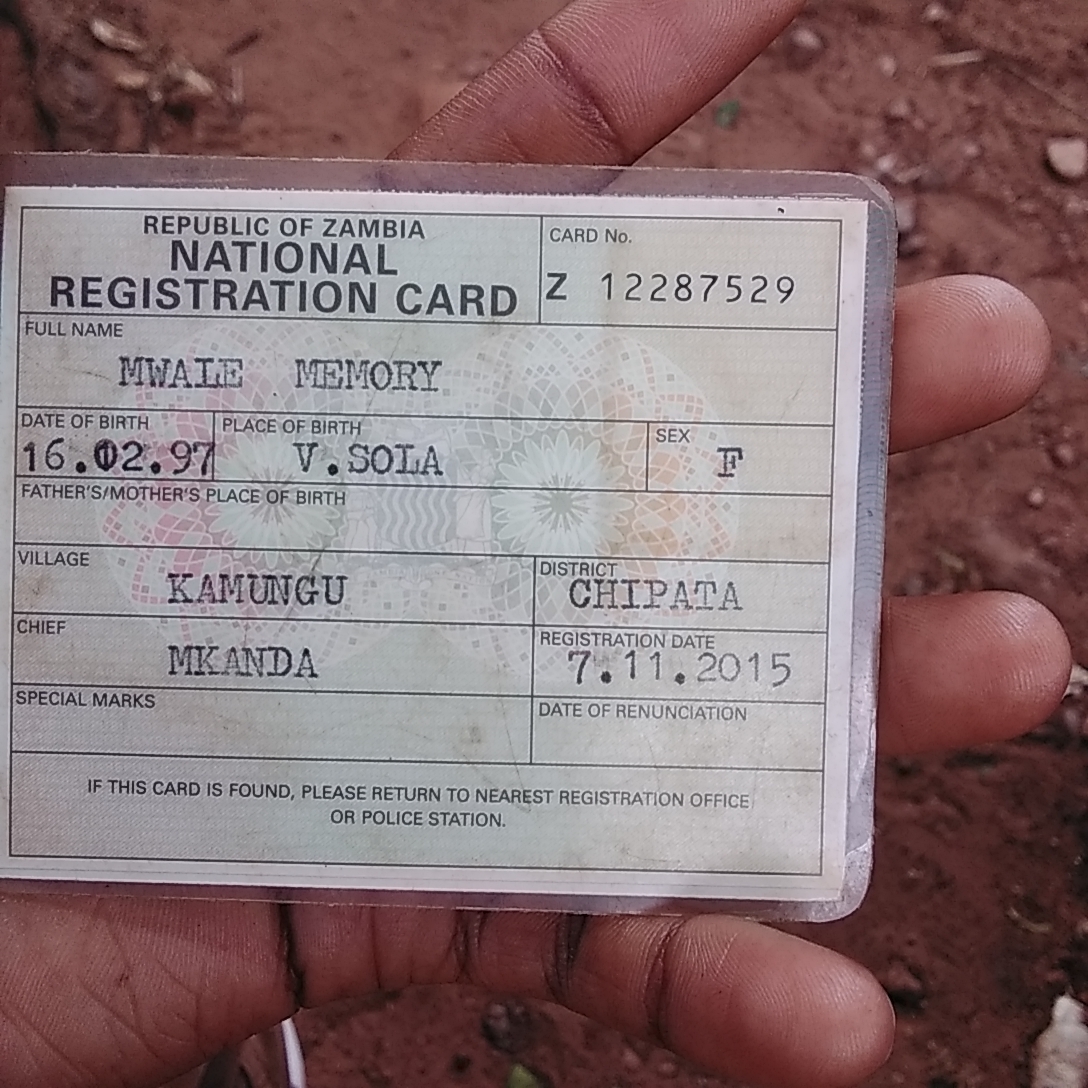 REPUBLIC OF ZAMBIA
NATIONAL
REGISTRATION CARD
CARD No.
Z 12287529
FULL NAME
MWALE MEMORY
DATE OF BIRTH
16.02.97
PLACE OF BIRTH
V.SOLA
SEX
F
FATHER'S/MOTHER'S PLACE OF BIRTH
VILLAGE
KAMUNGU
DISTRICT
CHIPATA
CHIEF
MKANDA
REGISTRATION DATE
7.11.2015
SPECIAL MARKS
DATE OF RENUNCIATION
IF THIS CARD IS FOUND, PLEASE RETURN TO NEAREST REGISTRATION OFFICE
OR POLICE STATION.